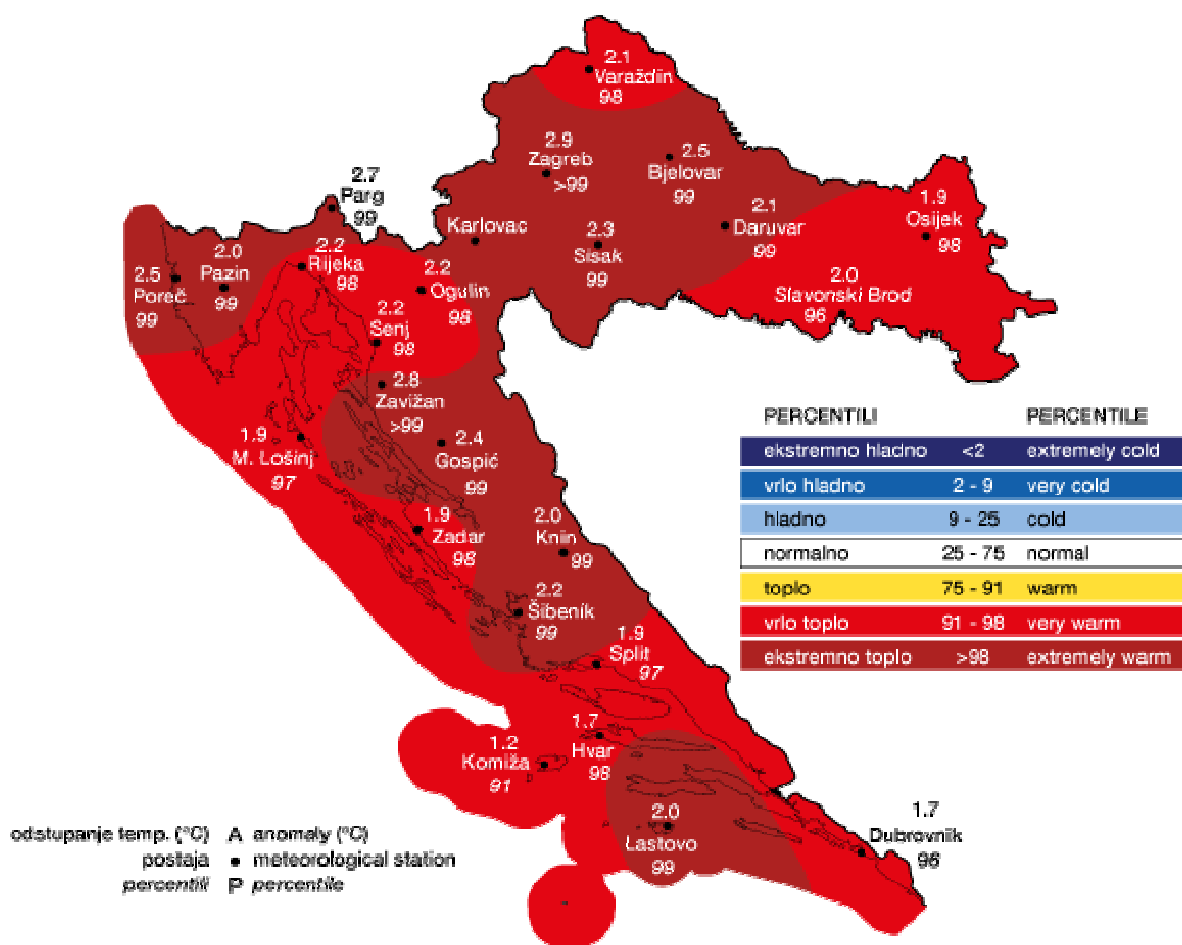 2.1
Varaždin
98
2.9
Zagreb
>99
2.5
Bjelovar
99
2.7
Parg
99
Karlovac
2.3
Sisak
99
2.1
Daruvar
99
1.9
Osijek
98
2.0
Slavonski Brod
96
2.5
Poreč
99
2.0
Pazin
99
2.2
Rijeka
98
2.2
Ogulin
98
2.2
Senj
98
2.8
Zavižan
>99
2.4
Gospić
99
1.9
M. Lošinj
97
1.9
Zadar
98
2.0
Knin
99
2.2
Šibenik
99
1.9
Split
97
1.7
Hvar
98
1.2
Komiža
91
2.0
Lastovo
99
1.7
Dubrovnik
96
PERCENTILI PERCENTILE
ekstremno hladno <2 extremely cold
vrlo hladno 2 - 9 very cold
hladno 9 - 25 cold
normalno 25 - 75 normal
toplo 75 - 91 warm
vrlo toplo 91 - 98 very warm
ekstremno toplo >98 extremely warm
odstupanje temp. (°C) A anomaly (°C)
postaja • meteorological station
percentili P percentile